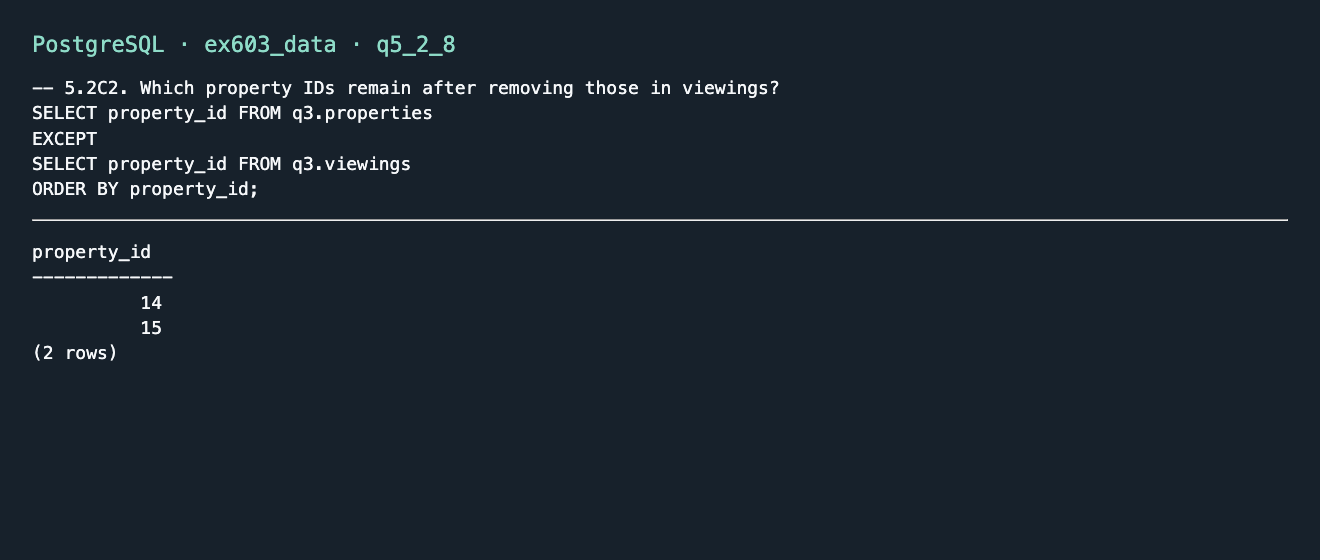 PostgreSQL · ex603_data · q5_2_8
-- 5.2C2. Which property IDs remain after removing those in viewings?
SELECT property_id FROM q3.properties
EXCEPT
SELECT property_id FROM q3.viewings
ORDER BY property_id;
property_id
-------------
14
15
(2 rows)